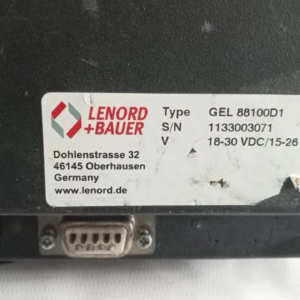 LENORD
+BAUER
Dohlenstrasse 32
46145 Oberhausen
Germany
www.lenord.de
Type GEL 88100D1
S/N 1133003071
V 18-30 VDC/15-26